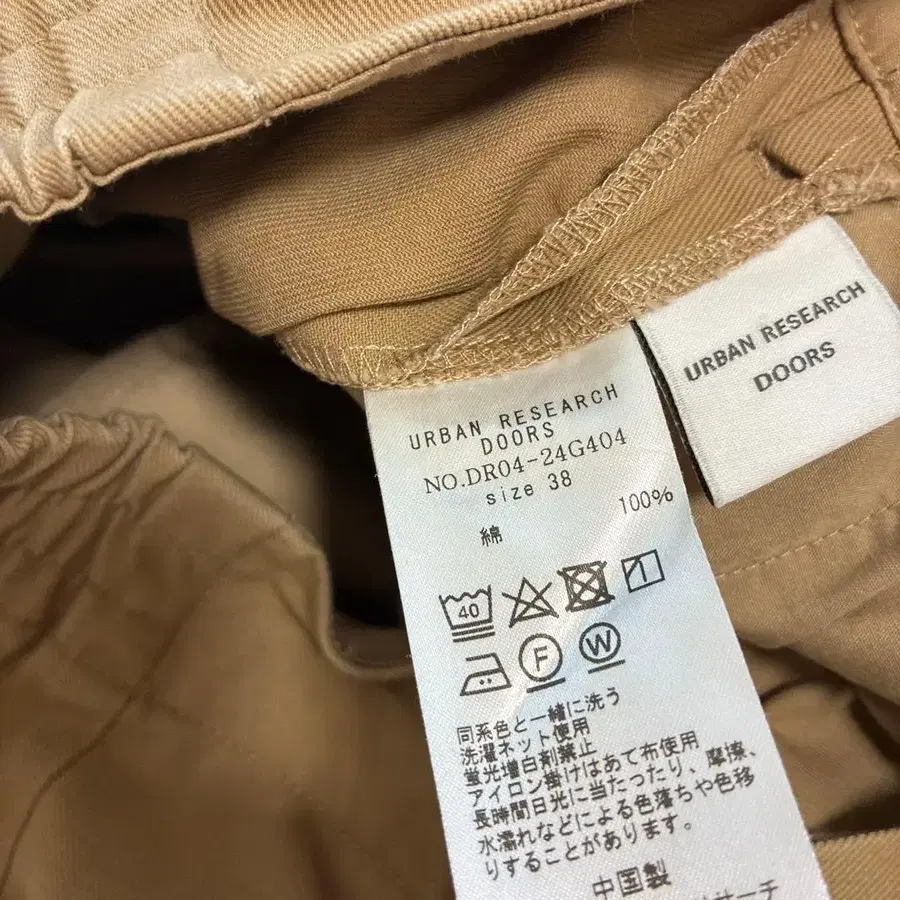 URBAN RESEARCH
DOORS
NO.DR04-24G404
size 38
綿 100%
40
F W
同系色と一緒に洗う
洗濯ネット使用
蛍光増白剤禁止
アイロン掛けはあて布使用
長時間日光に当たったり、摩擦、
水濡れなどによる色落ちや色移
りすることがあります。
中国製
サーチ
URBAN RESEARCH
DOORS